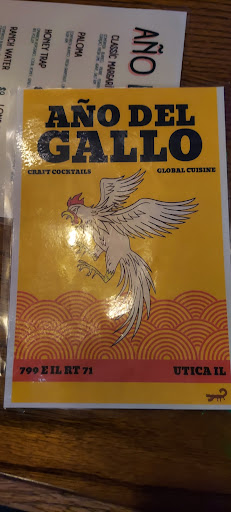 AÑO
CLASSIC
PALOMA
HONEY TRAP
RANCH WATER
AÑO DEL
GALLO
CRAFT COCKTAILS GLOBAL CUISINE
790 E IL RT 71 UTICA IL